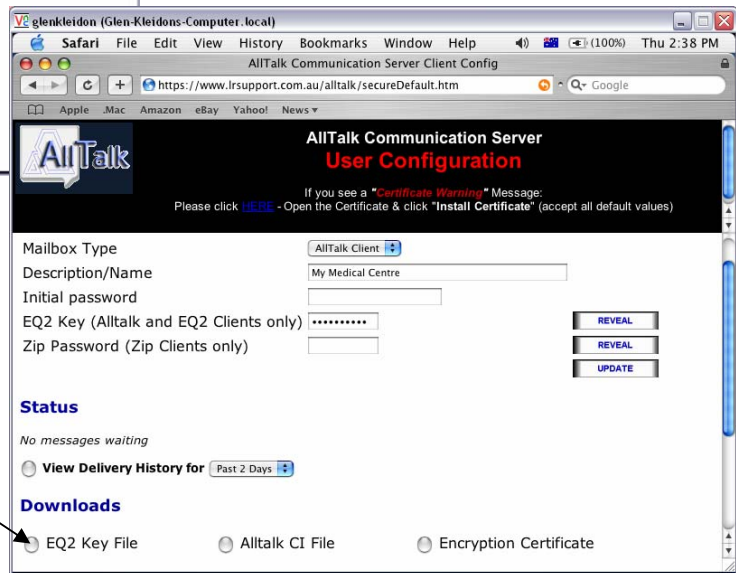 glenkleidon (Glen-Kleidons-Computer.local)
Safari File Edit View History Bookmarks Window Help (100%) Thu 2:38 PM
AllTalk Communication Server Client Config
https://www.lrsupport.com.au/alltalk/secureDefault.htm Google
Apple .Mac Amazon eBay Yahoo! News
AllTalk
AllTalk Communication Server
User Configuration
If you see a "Certificate Warning" Message:
Please click HERE - Open the Certificate & click "Install Certificate" (accept all default values)
Mailbox Type AllTalk Client
Description/Name My Medical Centre
Initial password
EQ2 Key (Alltalk and EQ2 Clients only) •••••••••• REVEAL
Zip Password (Zip Clients only) REVEAL
UPDATE
Status
No messages waiting
View Delivery History for Past 2 Days
Downloads
EQ2 Key File Alltalk CI File Encryption Certificate